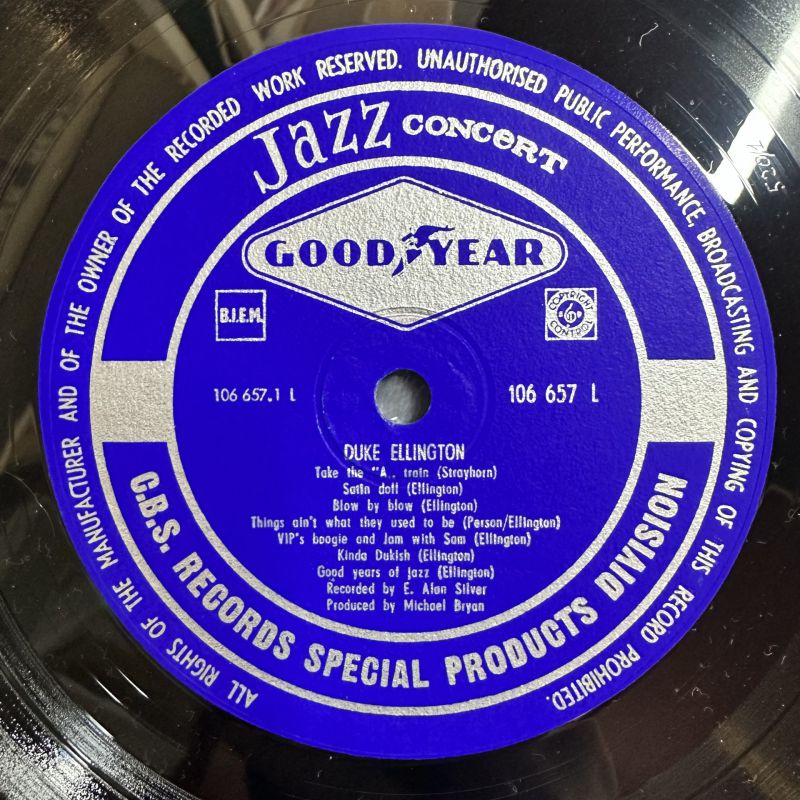 ALL RIGHTS OF THE MANUFACTURER AND OF THE OWNER OF THE RECORDED WORK RESERVED. UNAUTHORISED PUBLIC PERFORMANCE, BROADCASTING AND COPYING OF THIS RECORD PROHIBITED.
Jazz CONCERT
GOODYEAR
B.I.E.M.
COPYRIGHT CONTROL
106 657.1 L
106 657 L
DUKE ELLINGTON
Take the "A.. train (Strayhorn)
Satin doll (Ellington)
Blow by blow (Ellington)
Things ain't what they used to be (Person/Ellington)
VIP's boogie and Jam with Sam (Ellington)
Kinda Dukish (Ellington)
Good years of jazz (Ellington)
Recorded by E. Alan Silver
Produced by Michael Bryan
C.B.S. RECORDS SPECIAL PRODUCTS DIVISION